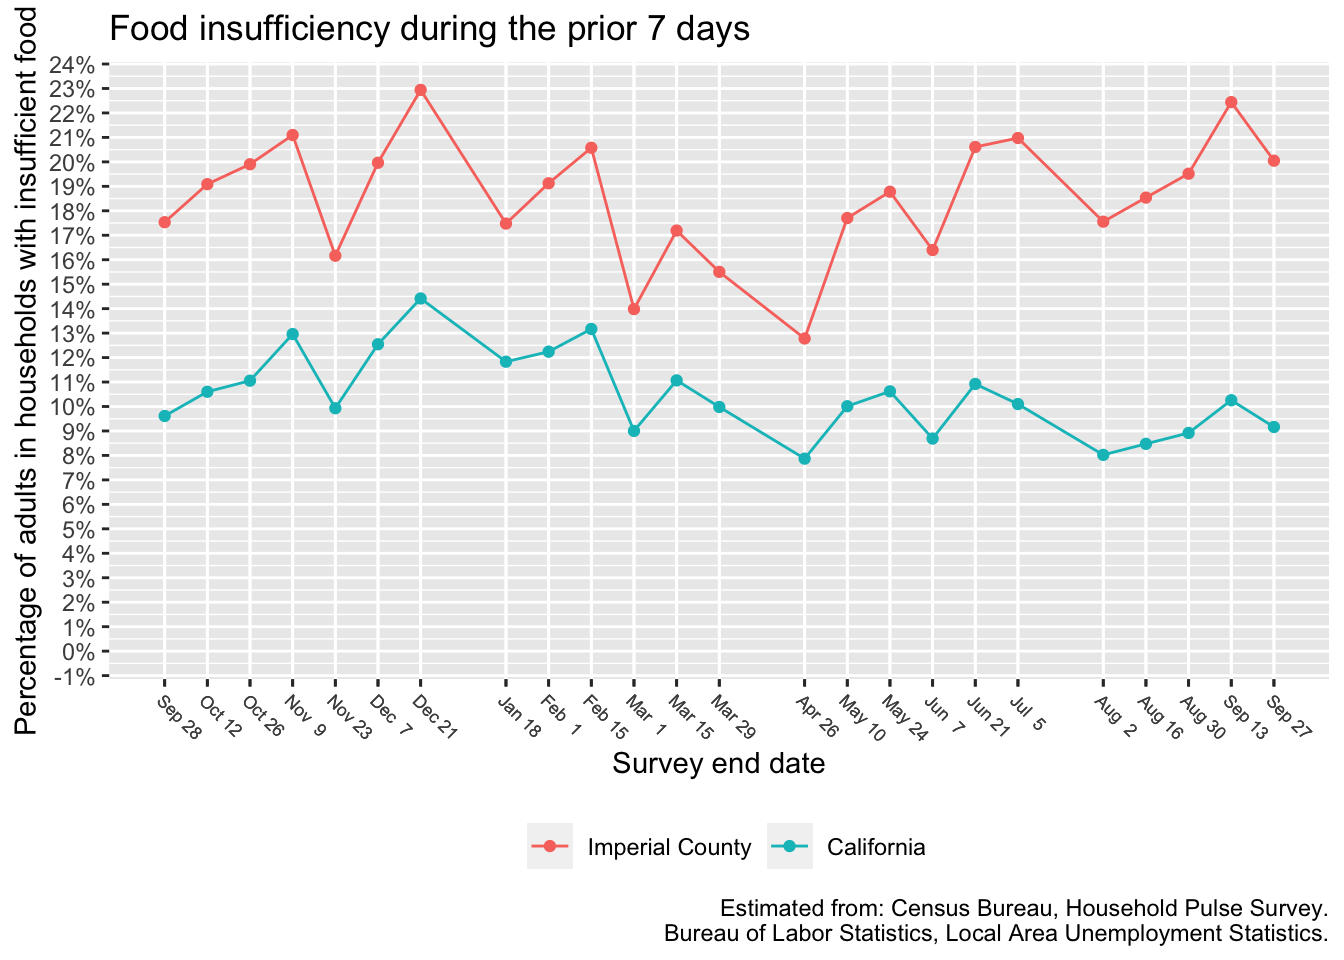 Food insufficiency during the prior 7 days
Percentage of adults in households with insufficient food
24%
23%
22%
21%
20%
19%
18%
17%
16%
15%
14%
13%
12%
11%
10%
9%
8%
7%
6%
5%
4%
3%
2%
1%
0%
-1%
Sep 28
Oct 12
Oct 26
Nov 9
Nov 23
Dec 7
Dec 21
Jan 18
Feb 1
Feb 15
Mar 1
Mar 15
Mar 29
Apr 26
May 10
May 24
Jun 7
Jun 21
Jul 5
Aug 2
Aug 16
Aug 30
Sep 13
Sep 27
Survey end date
Imperial County
California
Estimated from: Census Bureau, Household Pulse Survey.
Bureau of Labor Statistics, Local Area Unemployment Statistics.